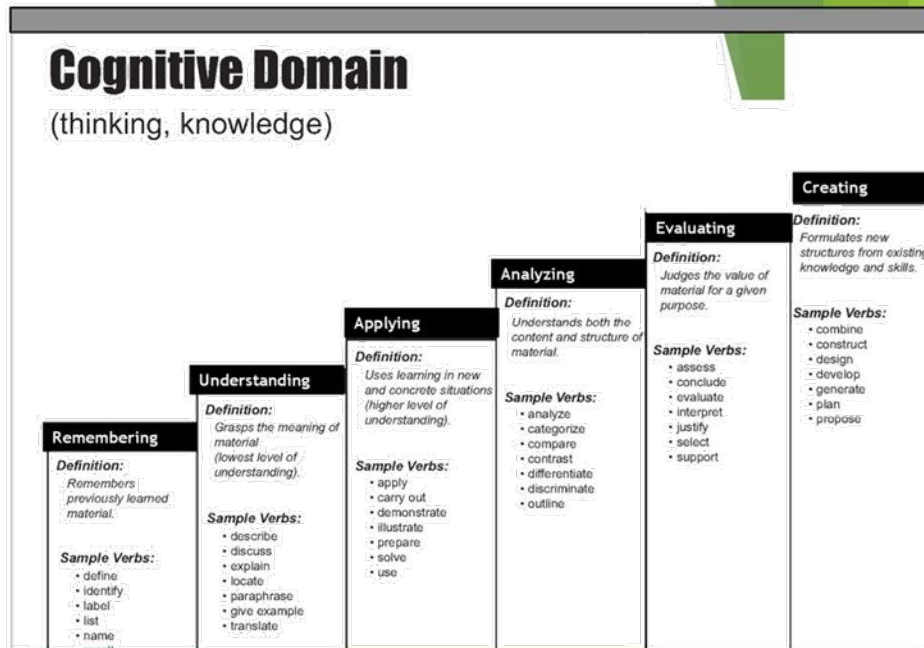 Cognitive Domain
(thinking, knowledge)
Remembering
Definition:
Remembers
previously learned
material.
Sample Verbs:
• define
• identify
• label
• list
• name
Understanding
Definition:
Grasps the meaning of
material
(lowest level of
understanding).
Sample Verbs:
• describe
• discuss
• explain
• locate
• paraphrase
• give example
• translate
Applying
Definition:
Uses learning in new
and concrete situations
(higher level of
understanding).
Sample Verbs:
• apply
• carry out
• demonstrate
• illustrate
• prepare
• solve
• use
Analyzing
Definition:
Understands both the
content and structure of
material.
Sample Verbs:
• analyze
• categorize
• compare
• contrast
• differentiate
• discriminate
• outline
Evaluating
Definition:
Judges the value of
material for a given
purpose.
Sample Verbs:
• assess
• conclude
• evaluate
• interpret
• justify
• select
• support
Creating
Definition:
Formulates new
structures from existing
knowledge and skills.
Sample Verbs:
• combine
• construct
• design
• develop
• generate
• plan
• propose